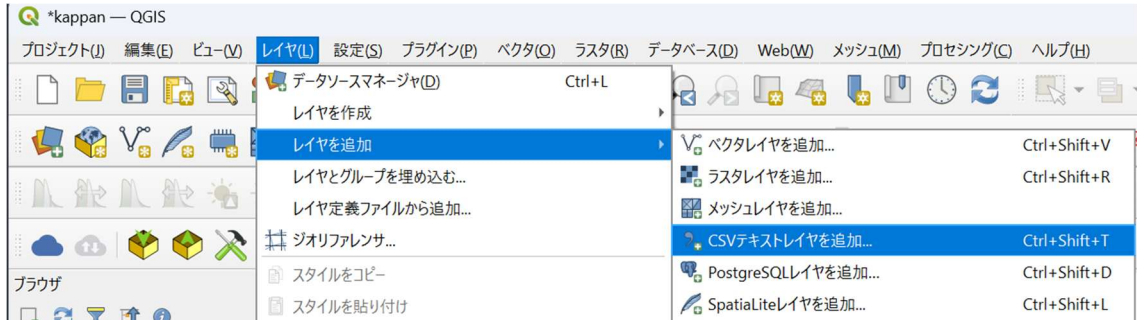 *kappan — QGIS
プロジェクト(J) 編集(E) ビュー(V) レイヤ(L) 設定(S) プラグイン(P) ベクタ(O) ラスタ(R) データベース(D) Web(W) メッシュ(M) プロセシング(C) ヘルプ(H)
データソースマネージャ(D) Ctrl+L
レイヤを作成
レイヤを追加
レイヤとグループを埋め込む...
レイヤ定義ファイルから追加...
ジオリファレンサ...
スタイルをコピー
スタイルを貼り付け
ベクタレイヤを追加... Ctrl+Shift+V
ラスタレイヤを追加... Ctrl+Shift+R
メッシュレイヤを追加...
CSVテキストレイヤを追加... Ctrl+Shift+T
PostgreSQLレイヤを追加... Ctrl+Shift+D
SpatiaLiteレイヤを追加... Ctrl+Shift+L
ブラウザ